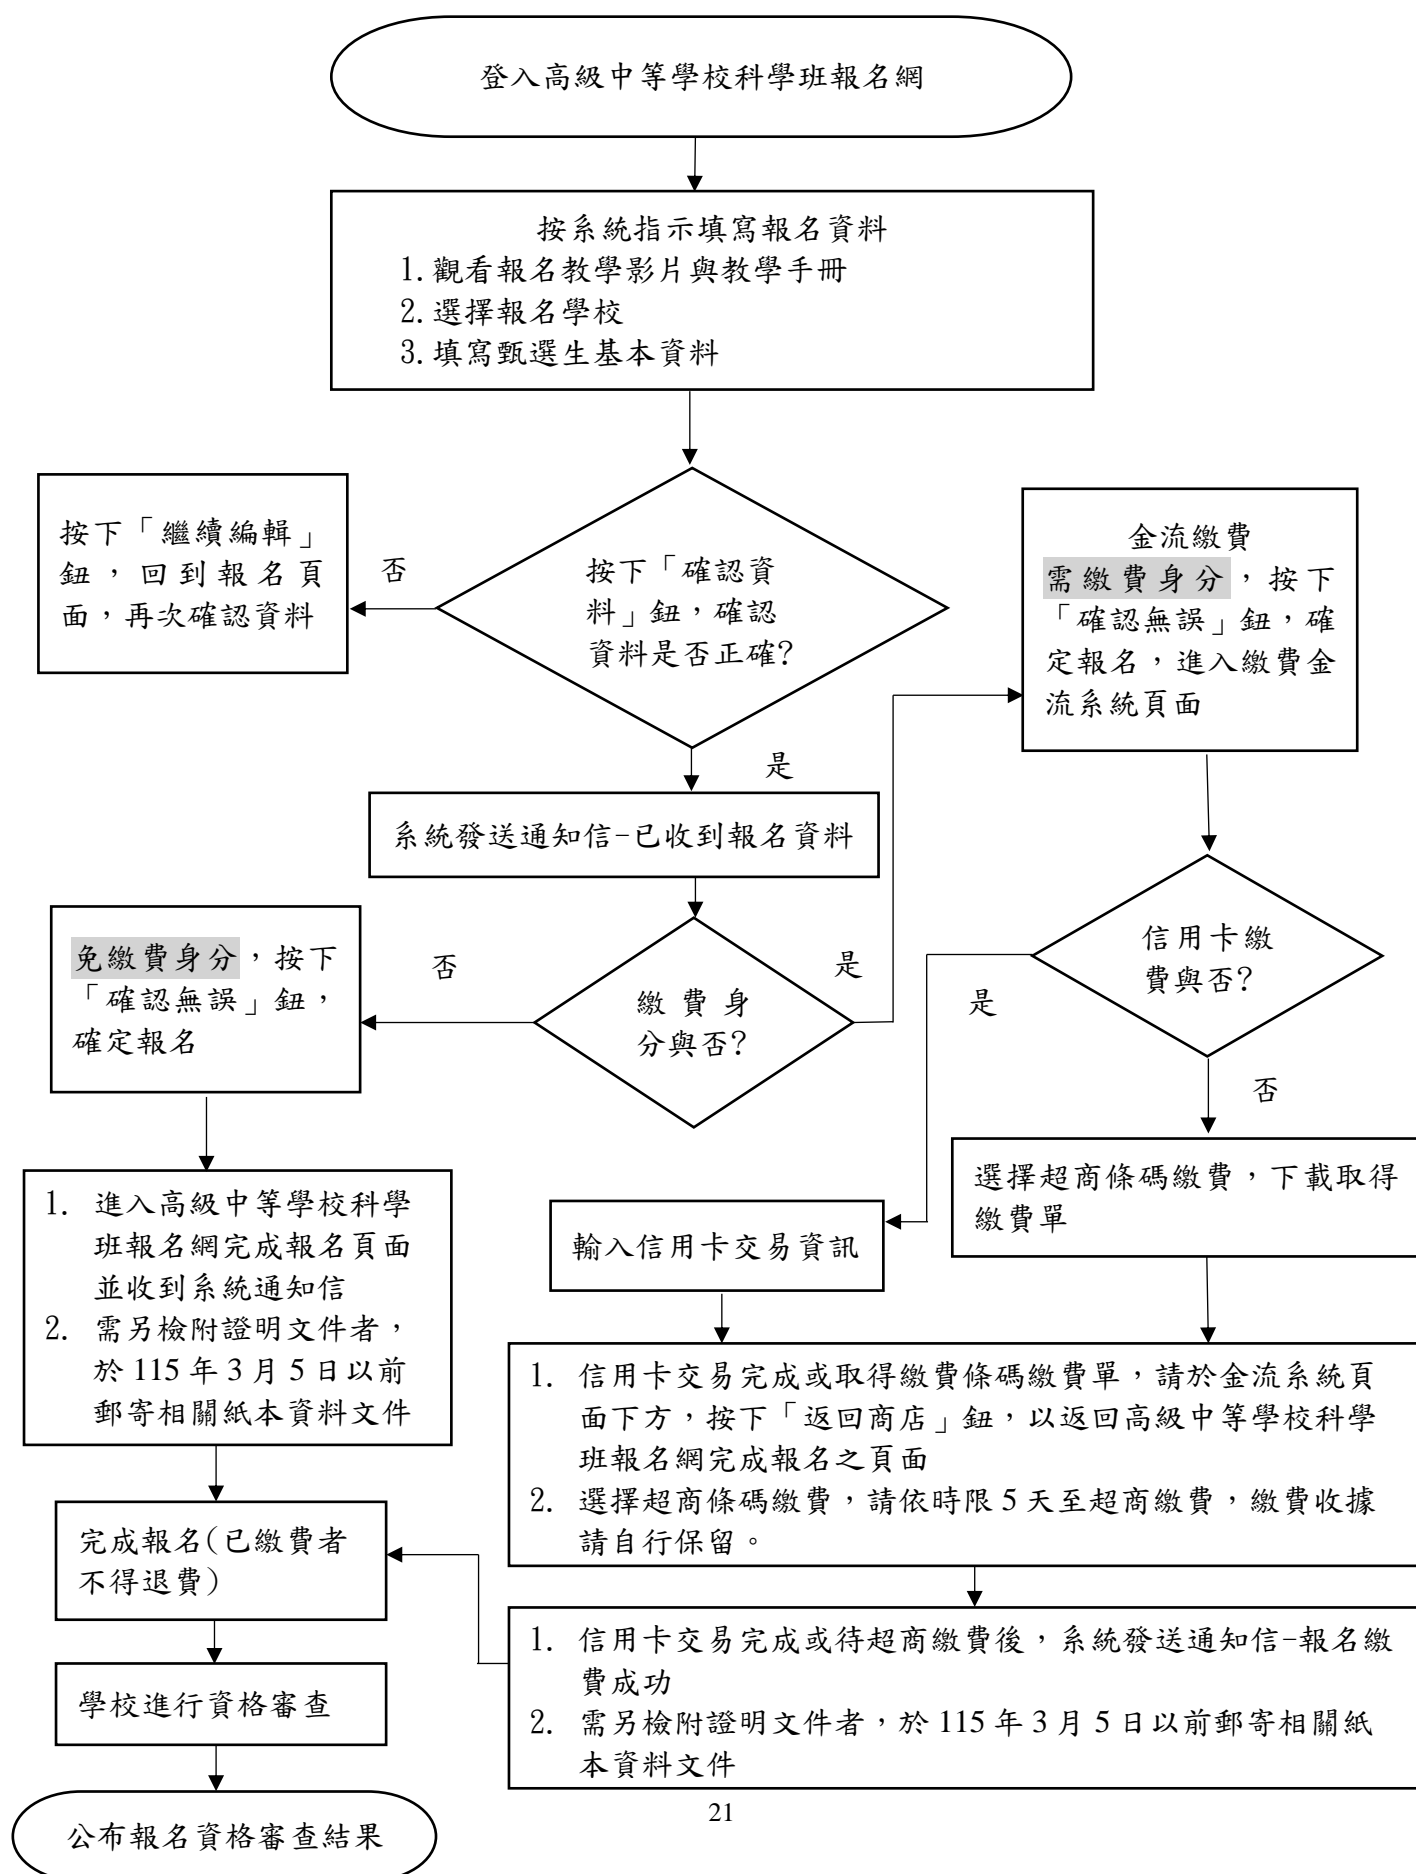 登入高級中等學校科學班報名網
按系統指示填寫報名資料
1.觀看報名教學影片與教學手冊
2.選擇報名學校
3.填寫甄選生基本資料
按下「繼續編輯」
鈕，回到報名頁
面，再次確認資料
否
按下「確認資
料」鈕，確認
資料是否正確?
金流繳費
需繳費身分，按下
「確認無誤」鈕，確
定報名，進入繳費金
流系統頁面
是
系統發送通知信-已收到報名資料
免繳費身分，按下
「確認無誤」鈕，
確定報名
否
繳費身
分與否?
是
信用卡繳
費與否?
是
否
1. 進入高級中等學校科學
班報名網完成報名頁面
並收到系統通知信
2. 需另檢附證明文件者，
於 115 年 3 月 5 日以前
郵寄相關紙本資料文件
輸入信用卡交易資訊
選擇超商條碼繳費，下載取得
繳費單
1. 信用卡交易完成或取得繳費條碼繳費單，請於金流系統頁
面下方，按下「返回商店」鈕，以返回高級中等學校科學
班報名網完成報名之頁面
2. 選擇超商條碼繳費，請依時限 5 天至超商繳費，繳費收據
請自行保留。
完成報名(已繳費者
不得退費)
1. 信用卡交易完成或待超商繳費後，系統發送通知信-報名繳
費成功
2. 需另檢附證明文件者，於 115 年 3 月 5 日以前郵寄相關紙
本資料文件
學校進行資格審查
公布報名資格審查結果
21